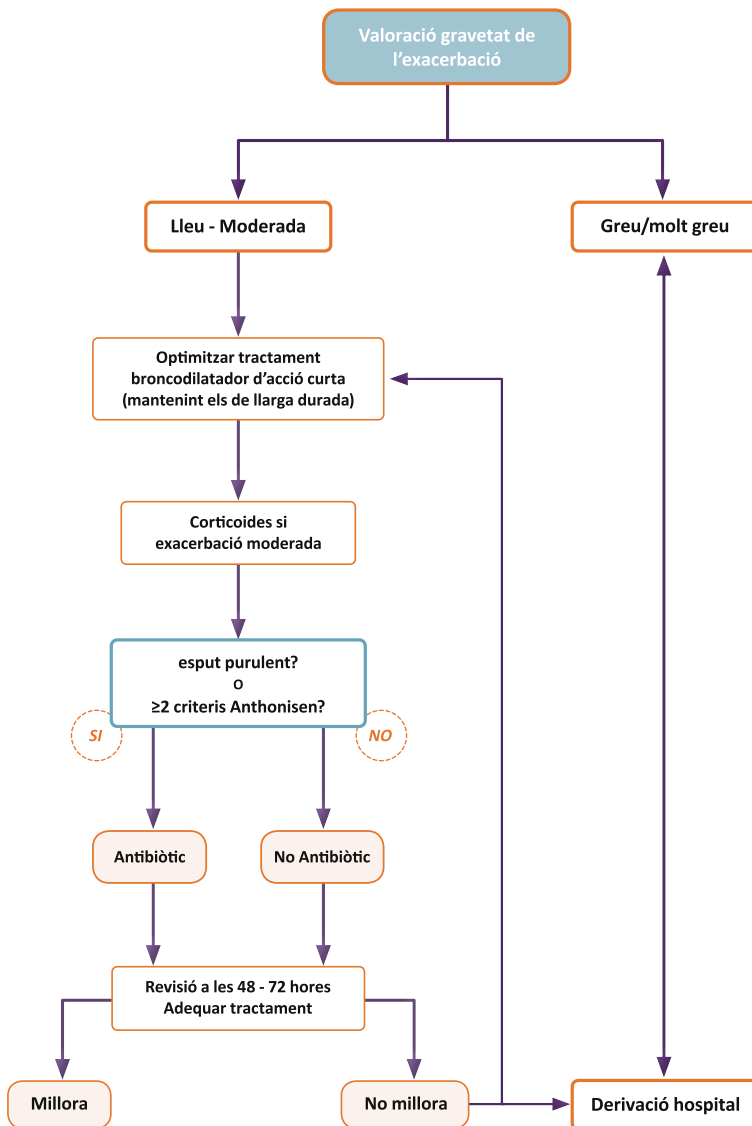 Valoració gravetat de
l’exacerbació
Lleu - Moderada
Greu/molt greu
Optimitzar tractament
broncodilatador d’acció curta
(mantenint els de llarga durada)
Corticoides si
exacerbació moderada
esput purulent?
O
≥2 criteris Anthonisen?
SI
NO
Antibiòtic
No Antibiòtic
Revisió a les 48 - 72 hores
Adequar tractament
Millora
No millora
Derivació hospital